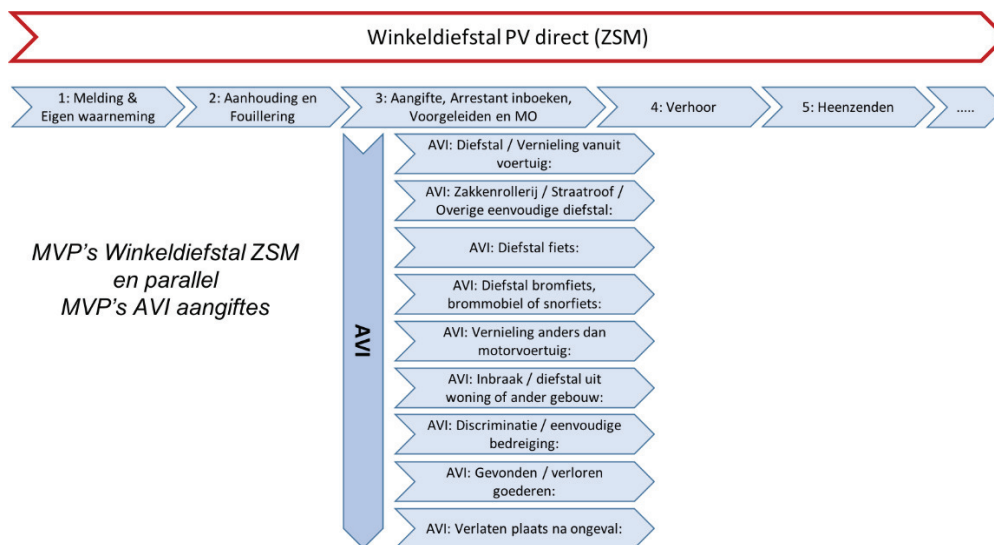 Winkeldiefstal PV direct (ZSM)
1: Melding &
Eigen waarneming
2: Aanhouding en
Fouillering
3: Aangifte, Arrestant inboeken,
Voorgeleiden en MO
4: Verhoor
5: Heenzenden
.....
MVP's Winkeldiefstal ZSM
en parallel
MVP's AVI aangiftes
AVI
AVI: Diefstal / Vernieling vanuit
voertuig:
AVI: Zakkenrollerij / Straatroof /
Overige eenvoudige diefstal:
AVI: Diefstal fiets:
AVI: Diefstal bromfiets,
brommobiel of snorfiets:
AVI: Vernieling anders dan
motorvoertuig:
AVI: Inbraak / diefstal uit
woning of ander gebouw:
AVI: Discriminatie / eenvoudige
bedreiging:
AVI: Gevonden / verloren
goederen:
AVI: Verlaten plaats na ongeval: